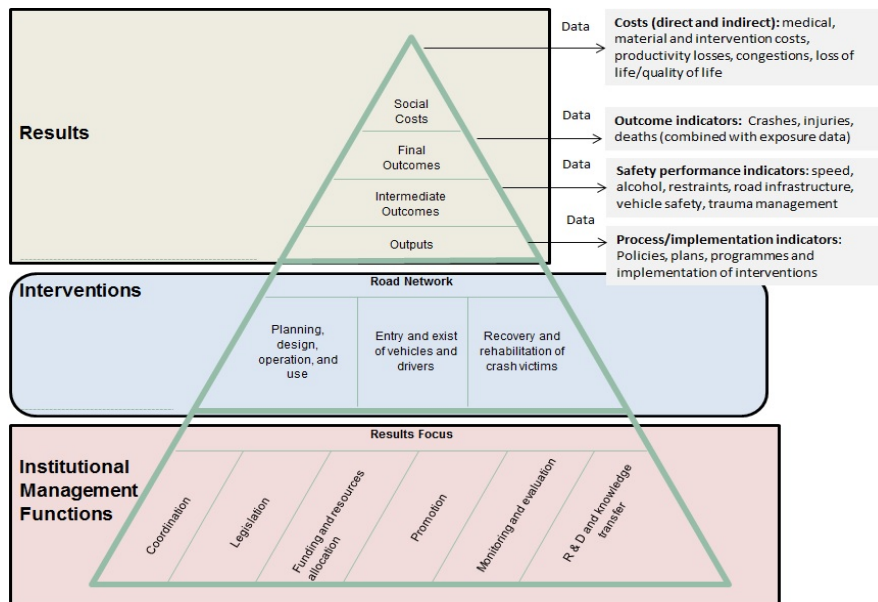 Results
Social
Costs
Final
Outcomes
Intermediate
Outcomes
Outputs
Data
Costs (direct and indirect): medical,
material and intervention costs,
productivity losses, congestions, loss of
life/quality of life
Data
Outcome indicators: Crashes, injuries,
deaths (combined with exposure data)
Data
Safety performance indicators: speed,
alcohol, restraints, road infrastructure,
vehicle safety, trauma management
Data
Process/implementation indicators:
Policies, plans, programmes and
implementation of interventions
Interventions
Road Network
Planning,
design,
operation, and
use
Entry and exist
of vehicles and
drivers
Recovery and
rehabilitation of
crash victims
Institutional
Management
Functions
Results Focus
Coordination
Legislation
Funding and resources
allocation
Promotion
Monitoring and evaluation
R & D and knowledge
transfer